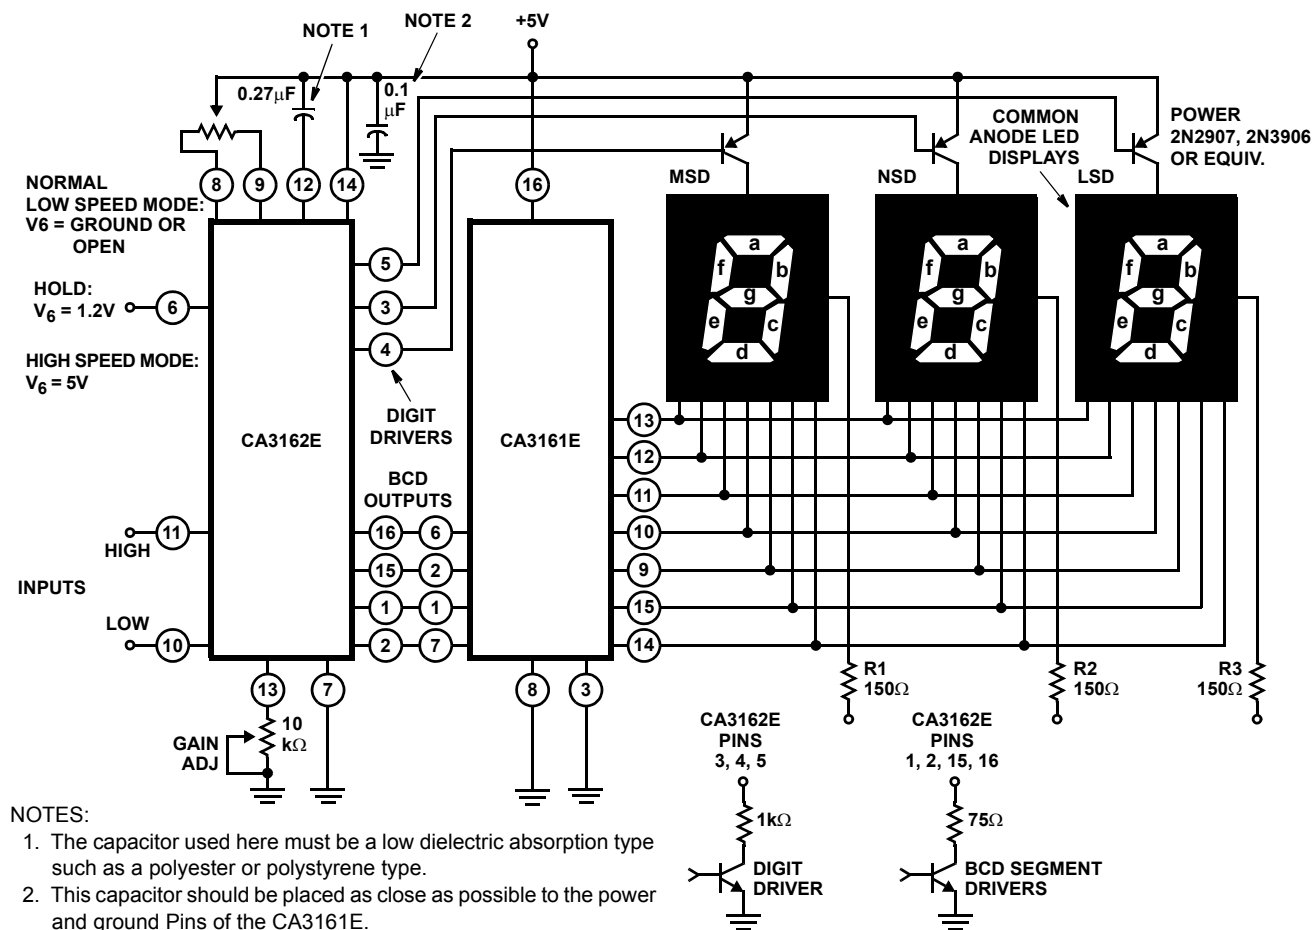 NOTE 1
NOTE 2
+5V
0.27μF
0.1
μF
COMMON
ANODE LED
DISPLAYS
POWER
2N2907, 2N3906
OR EQUIV.
MSD
NSD
LSD
8
9
12
14
16
NORMAL
LOW SPEED MODE:
V6 = GROUND OR
OPEN
HOLD:
V6 = 1.2V
6
HIGH SPEED MODE:
V6 = 5V
5
3
4
DIGIT
DRIVERS
CA3162E
CA3161E
BCD
OUTPUTS
a
f
b
g
e
c
d
a
f
b
g
e
c
d
a
f
b
g
e
c
d
13
12
11
10
9
15
14
16
6
15
2
1
1
2
7
11
HIGH
INPUTS
LOW
10
13
7
8
3
GAIN
ADJ
10
kΩ
R1
150Ω
R2
150Ω
R3
150Ω
CA3162E
PINS
3, 4, 5
1kΩ
DIGIT
DRIVER
CA3162E
PINS
1, 2, 15, 16
75Ω
BCD SEGMENT
DRIVERS
NOTES:
1. The capacitor used here must be a low dielectric absorption type
such as a polyester or polystyrene type.
2. This capacitor should be placed as close as possible to the power
and ground Pins of the CA3161E.